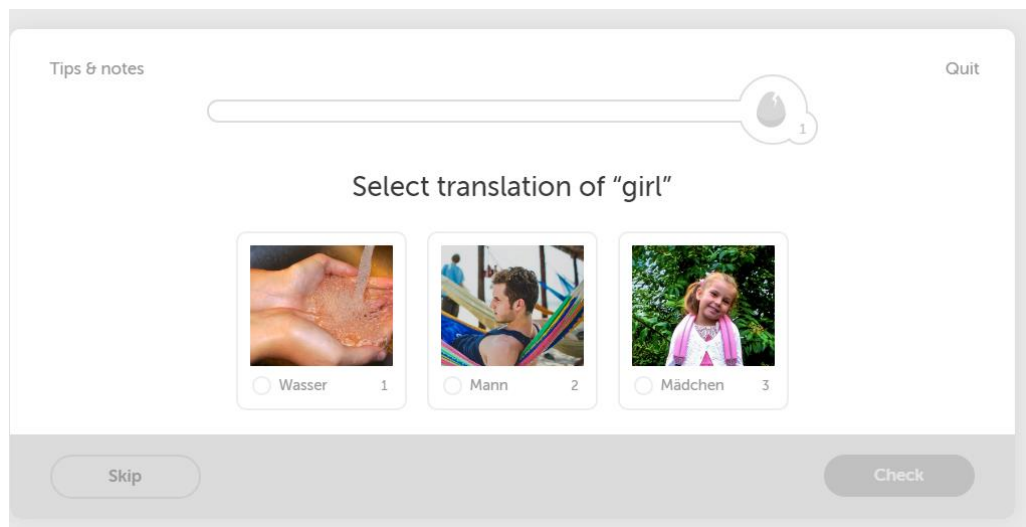 Tips & notes
Quit
1
Select translation of “girl”
Wasser 1
Mann 2
Mädchen 3
Skip
Check